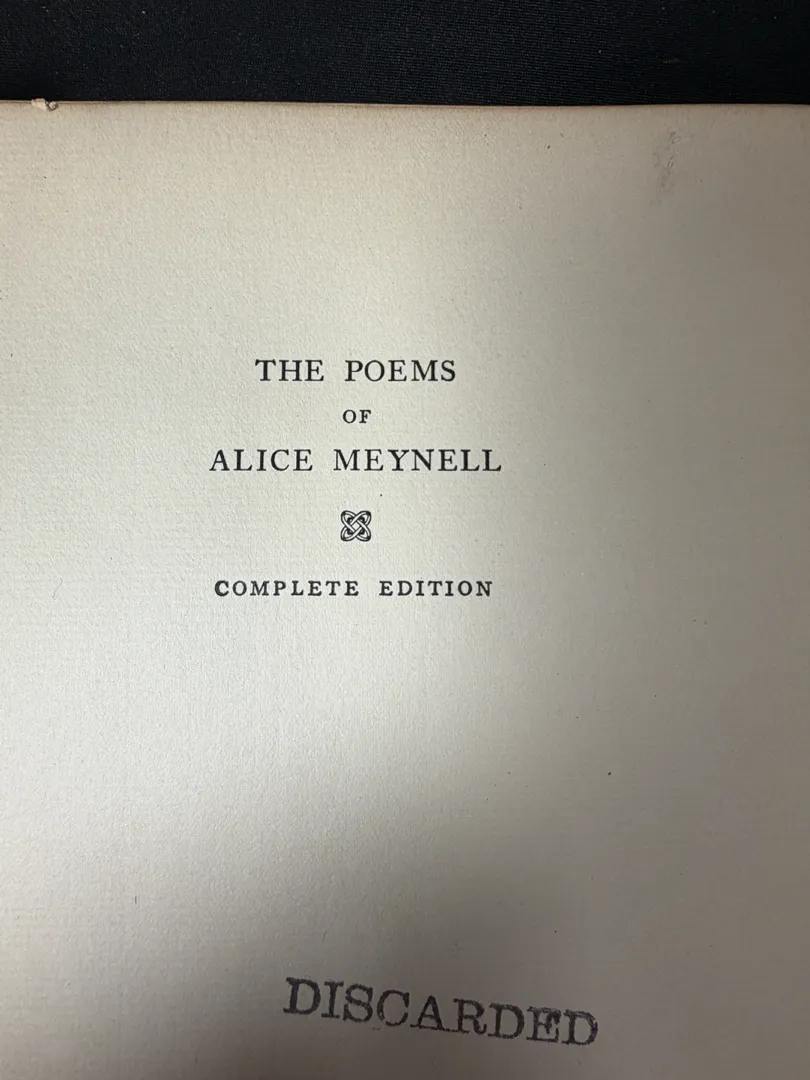 THE POEMS
OF
ALICE MEYNELL
COMPLETE EDITION
DISCARDED